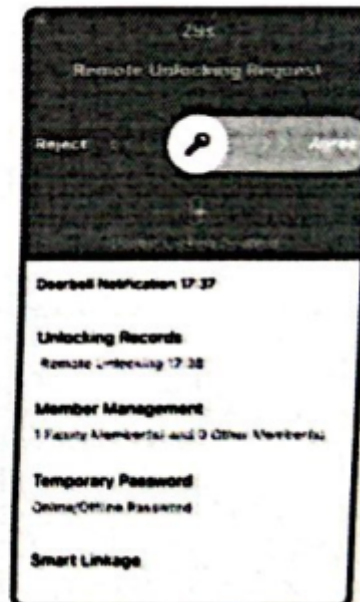 29s
Remote Unlocking Request
Reject
Agree
Doorbell Notification 17:37
Unlocking Records
Remote Unlocking 17:38
Member Management
1 Family Member(s) and 0 Other Member(s)
Temporary Password
Online/Offline Password
Smart Linkage